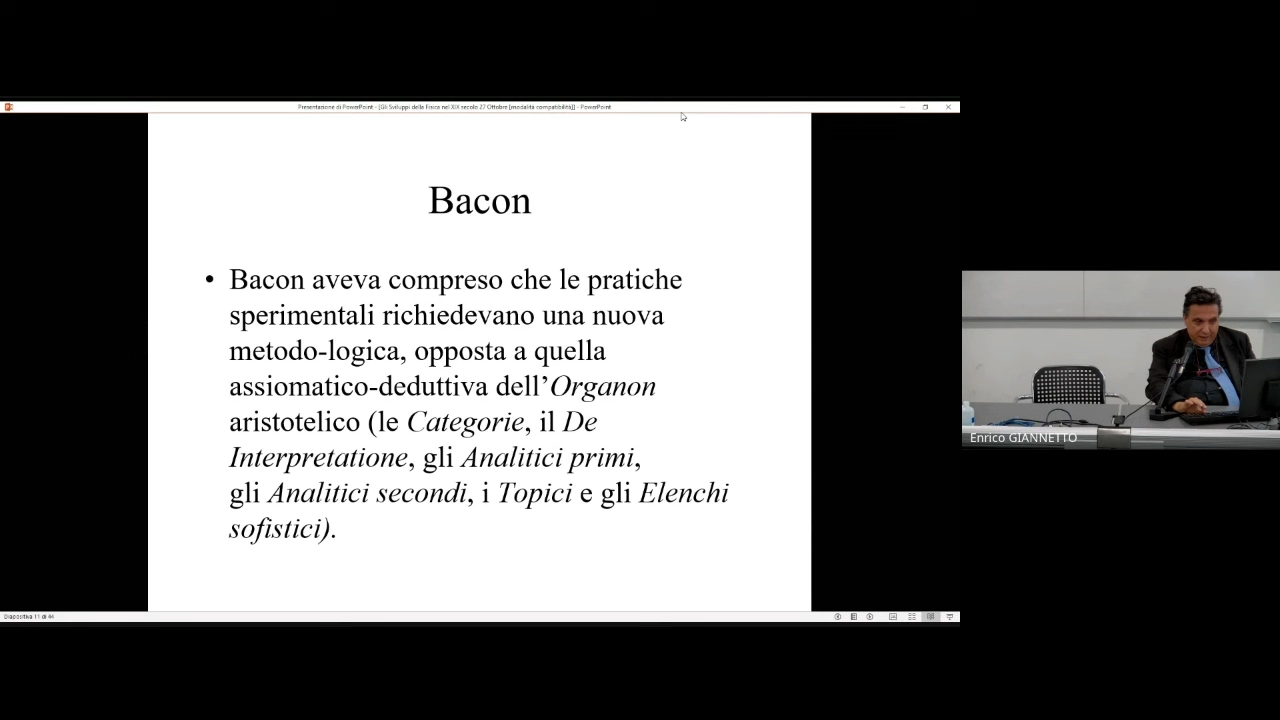 Presentazione di PowerPoint - [Gli Sviluppi della Fisica nel XIX secolo 27 Ottobre [modalità compatibilità]] - PowerPoint
Bacon
• Bacon aveva compreso che le pratiche
sperimentali richiedevano una nuova
metodo-logica, opposta a quella
assiomatico-deduttiva dell’Organon
aristotelico (le Categorie, il De
Interpretatione, gli Analitici primi,
gli Analitici secondi, i Topici e gli Elenchi
sofistici).
Enrico GIANNETTO
Diapositiva 11 di 44